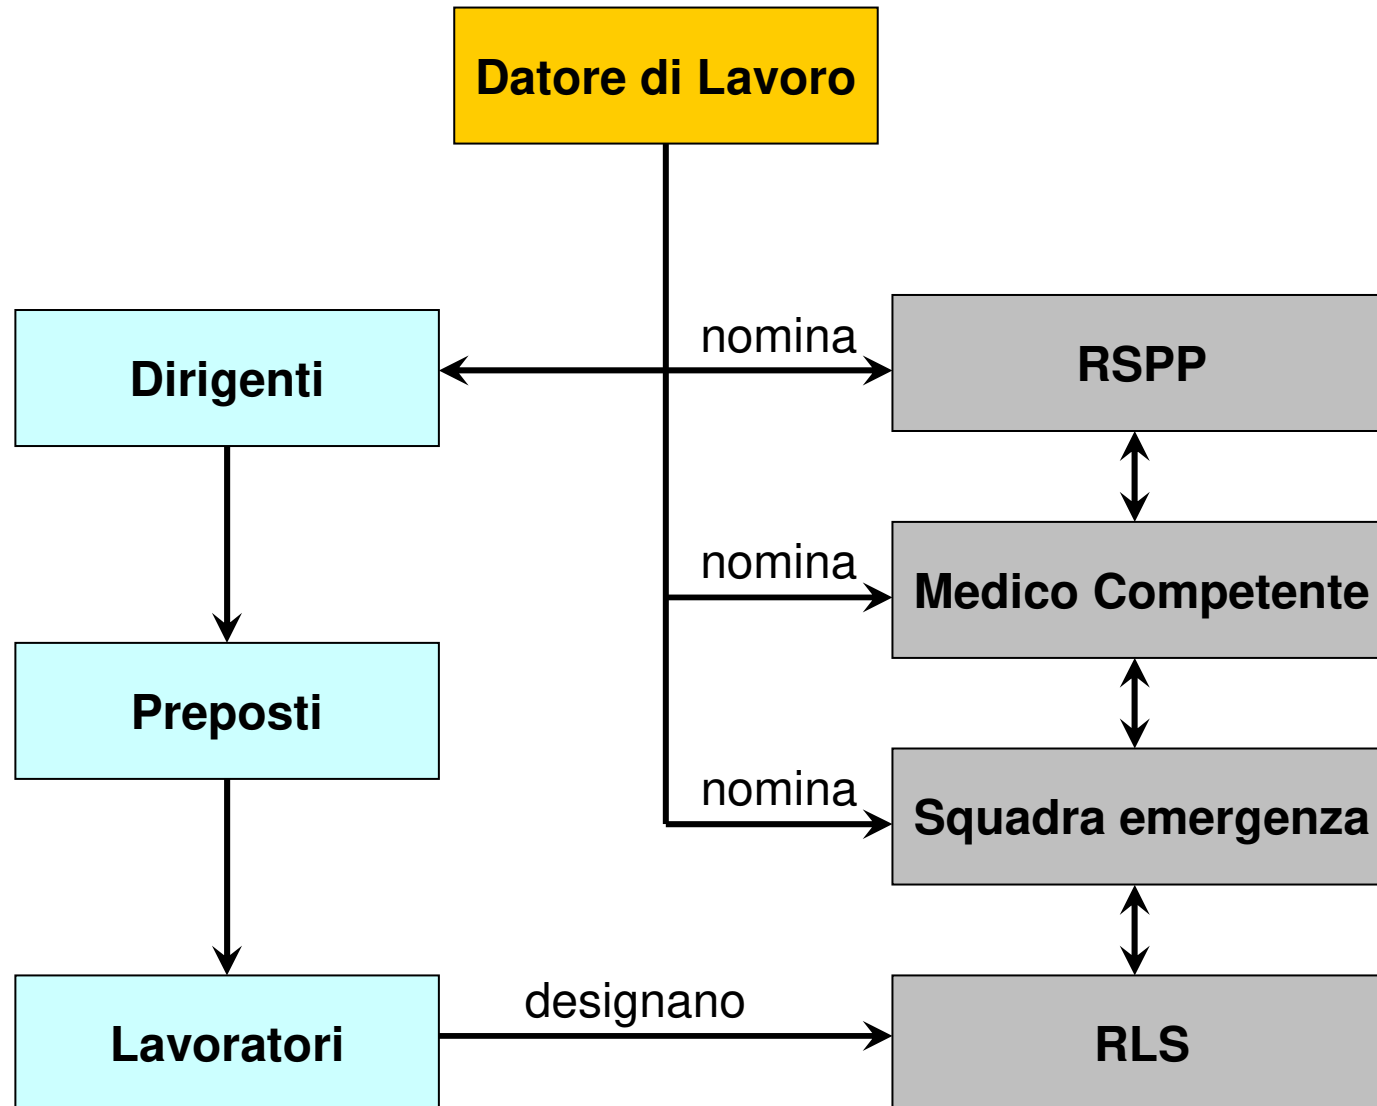 Datore di Lavoro
nomina
Dirigenti
RSPP
nomina
Medico Competente
Preposti
nomina
Squadra emergenza
designano
Lavoratori
RLS